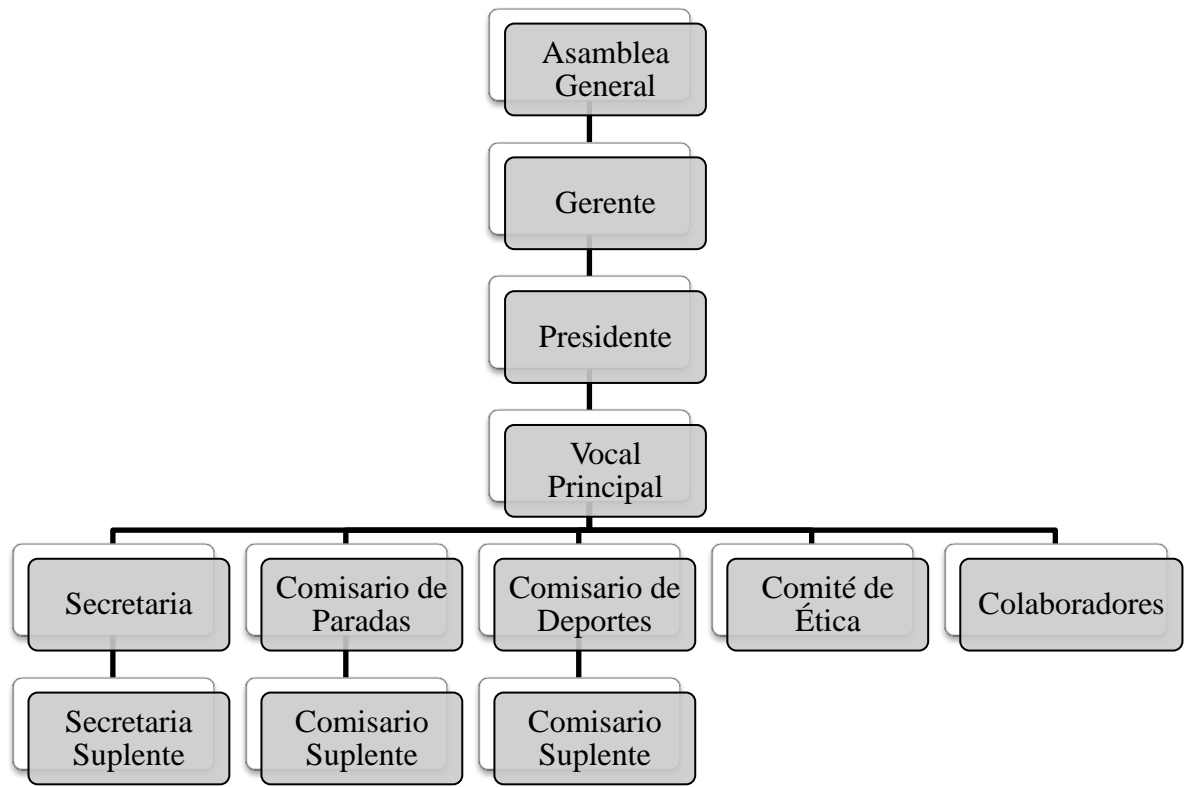 Asamblea
General
Gerente
Presidente
Vocal
Principal
Secretaria
Comisario de
Paradas
Comisario de
Deportes
Comité de
Ética
Colaboradores
Secretaria
Suplente
Comisario
Suplente
Comisario
Suplente